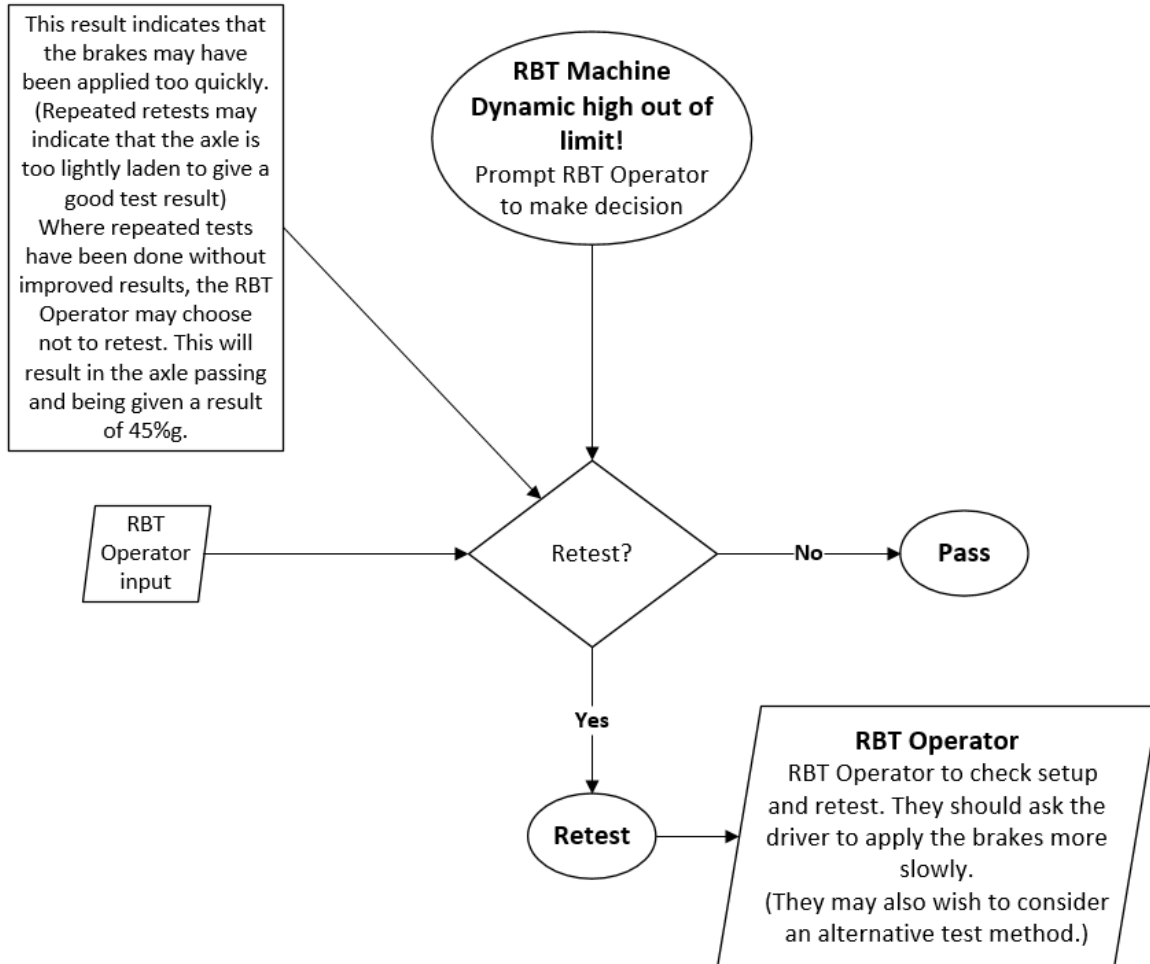 This result indicates that
the brakes may have
been applied too quickly.
(Repeated retests may
indicate that the axle is
too lightly laden to give a
good test result)
Where repeated tests
have been done without
improved results, the RBT
Operator may choose
not to retest. This will
result in the axle passing
and being given a result
of 45%g.
RBT Machine
Dynamic high out of
limit!
Prompt RBT Operator
to make decision
RBT
Operator
input
Retest?
No
Pass
Yes
Retest
RBT Operator
RBT Operator to check setup
and retest. They should ask the
driver to apply the brakes more
slowly.
(They may also wish to consider
an alternative test method.)